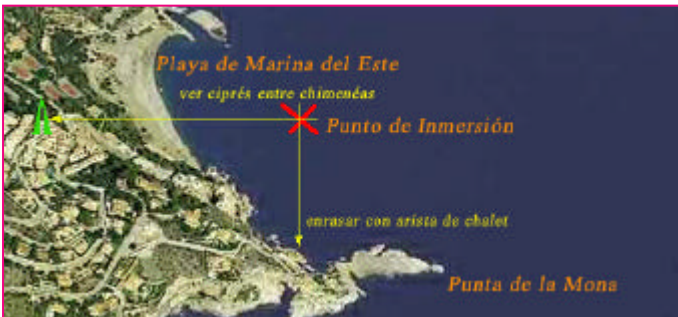 Playa de Marina del Este
ver ciprés entre chimenéas
Punto de Inmersión
enrasar con arista de chalet
Punta de la Mona